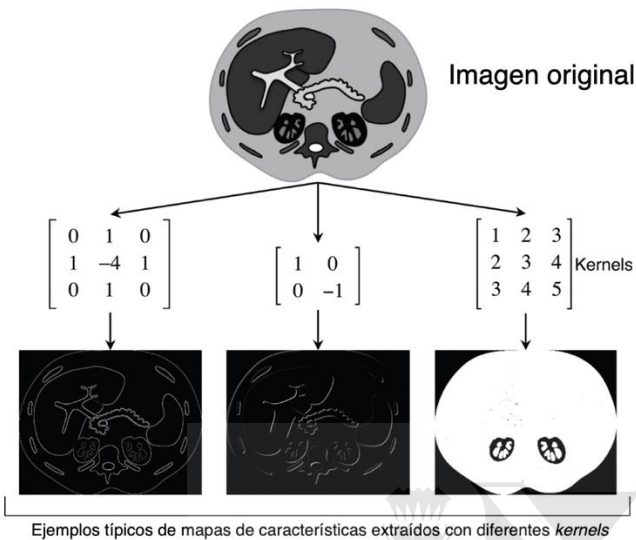 Imagen original
0 1 0
1 −4 1
0 1 0
1 0
0 −1
1 2 3
2 3 4
3 4 5
Kernels
Ejemplos típicos de mapas de características extraídos con diferentes kernels